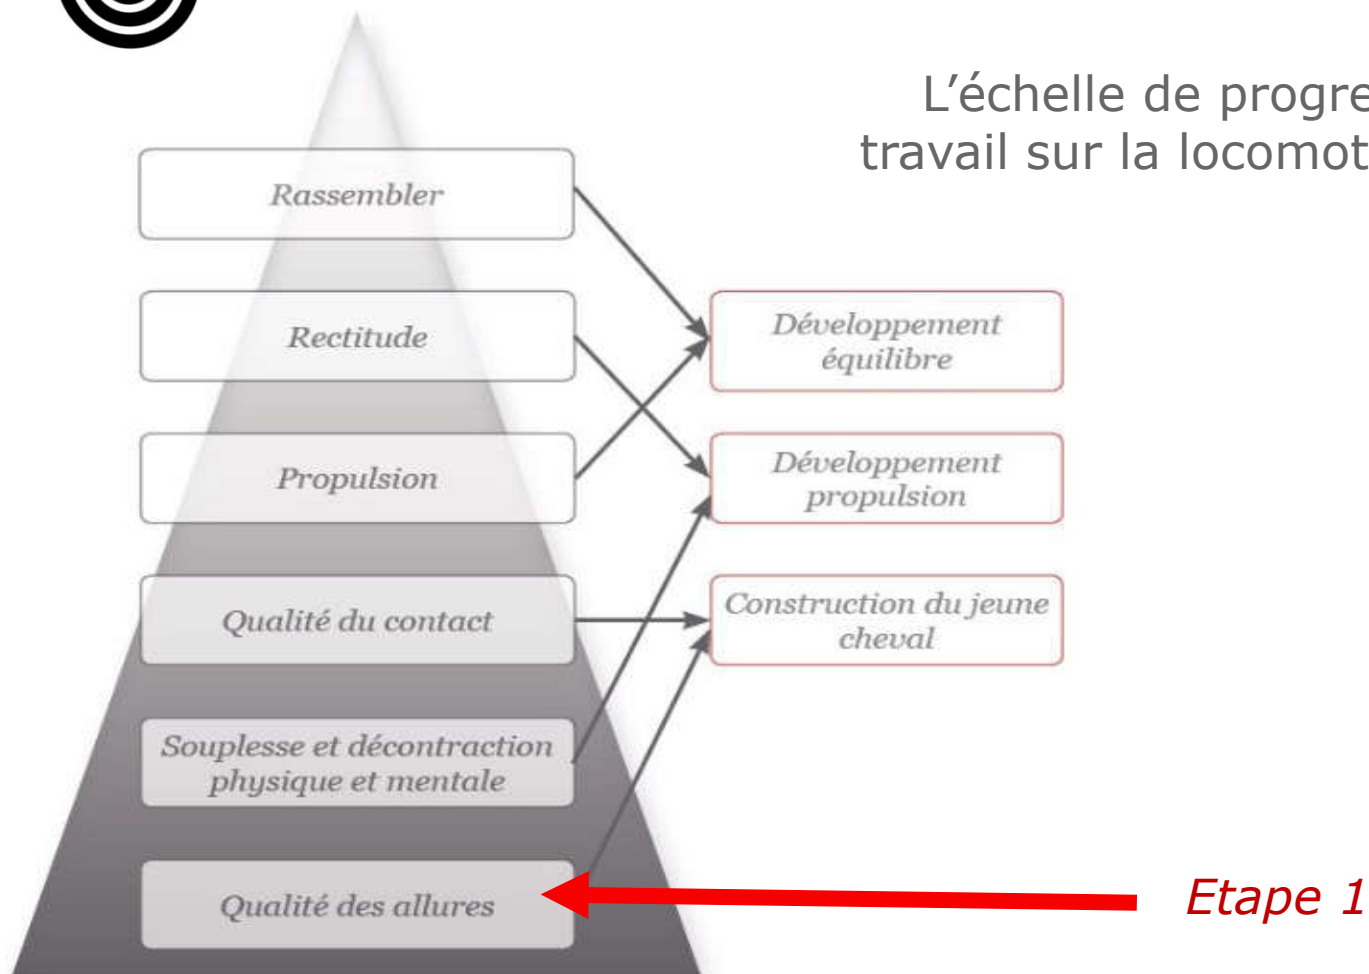 L’échelle de progre
travail sur la locomot
Rassembler
Rectitude
Propulsion
Qualité du contact
Souplesse et décontraction
physique et mentale
Qualité des allures
Développement
équilibre
Développement
propulsion
Construction du jeune
cheval
Etape 1